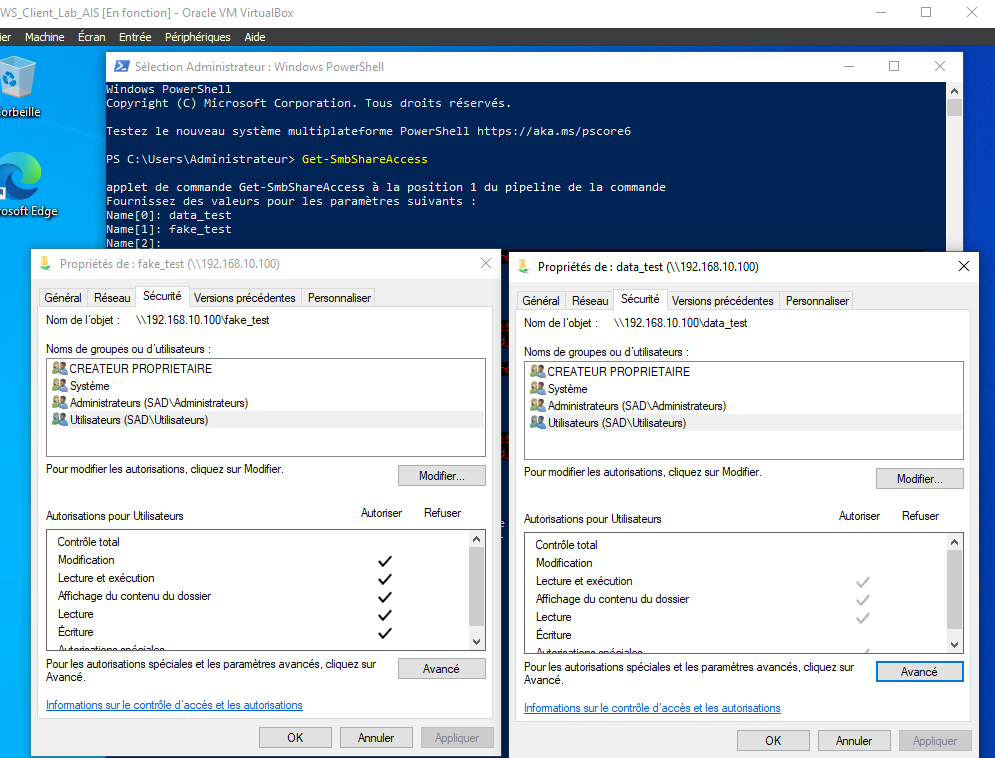 WS_Client_Lab_AIS [En fonction] - Oracle VM VirtualBox
ier Machine Écran Entrée Périphériques Aide
orbeille
rosoft Edge
Sélection Administrateur : Windows PowerShell
Windows PowerShell
Copyright (C) Microsoft Corporation. Tous droits réservés.
Testez le nouveau système multiplateforme PowerShell https://aka.ms/pscore6
PS C:\Users\Administrateur> Get-SmbShareAccess
applet de commande Get-SmbShareAccess à la position 1 du pipeline de la commande
Fournissez des valeurs pour les paramètres suivants :
Name[0]: data_test
Name[1]: fake_test
Name[2]:
Propriétés de : fake_test (\\192.168.10.100)
Général Réseau Sécurité Versions précédentes Personnaliser
Nom de l'objet : \\192.168.10.100\fake_test
Noms de groupes ou d'utilisateurs :
CREATEUR PROPRIETAIRE
Système
Administrateurs (SAD\Administrateurs)
Utilisateurs (SAD\Utilisateurs)
Pour modifier les autorisations, cliquez sur Modifier.
Modifier...
Autorisations pour Utilisateurs Autoriser Refuser
Contrôle total
Modification
Lecture et exécution
Affichage du contenu du dossier
Lecture
Écriture
Autorisations spéciales
Pour les autorisations spéciales et les paramètres avancés, cliquez sur
Avancé.
Avancé
Informations sur le contrôle d'accès et les autorisations
OK Annuler Appliquer
Propriétés de : data_test (\\192.168.10.100)
Général Réseau Sécurité Versions précédentes Personnaliser
Nom de l'objet : \\192.168.10.100\data_test
Noms de groupes ou d'utilisateurs :
CREATEUR PROPRIETAIRE
Système
Administrateurs (SAD\Administrateurs)
Utilisateurs (SAD\Utilisateurs)
Pour modifier les autorisations, cliquez sur Modifier.
Modifier...
Autorisations pour Utilisateurs Autoriser Refuser
Contrôle total
Modification
Lecture et exécution
Affichage du contenu du dossier
Lecture
Écriture
Autorisations spéciales
Pour les autorisations spéciales et les paramètres avancés, cliquez sur
Avancé.
Avancé
Informations sur le contrôle d'accès et les autorisations
OK Annuler Appliquer